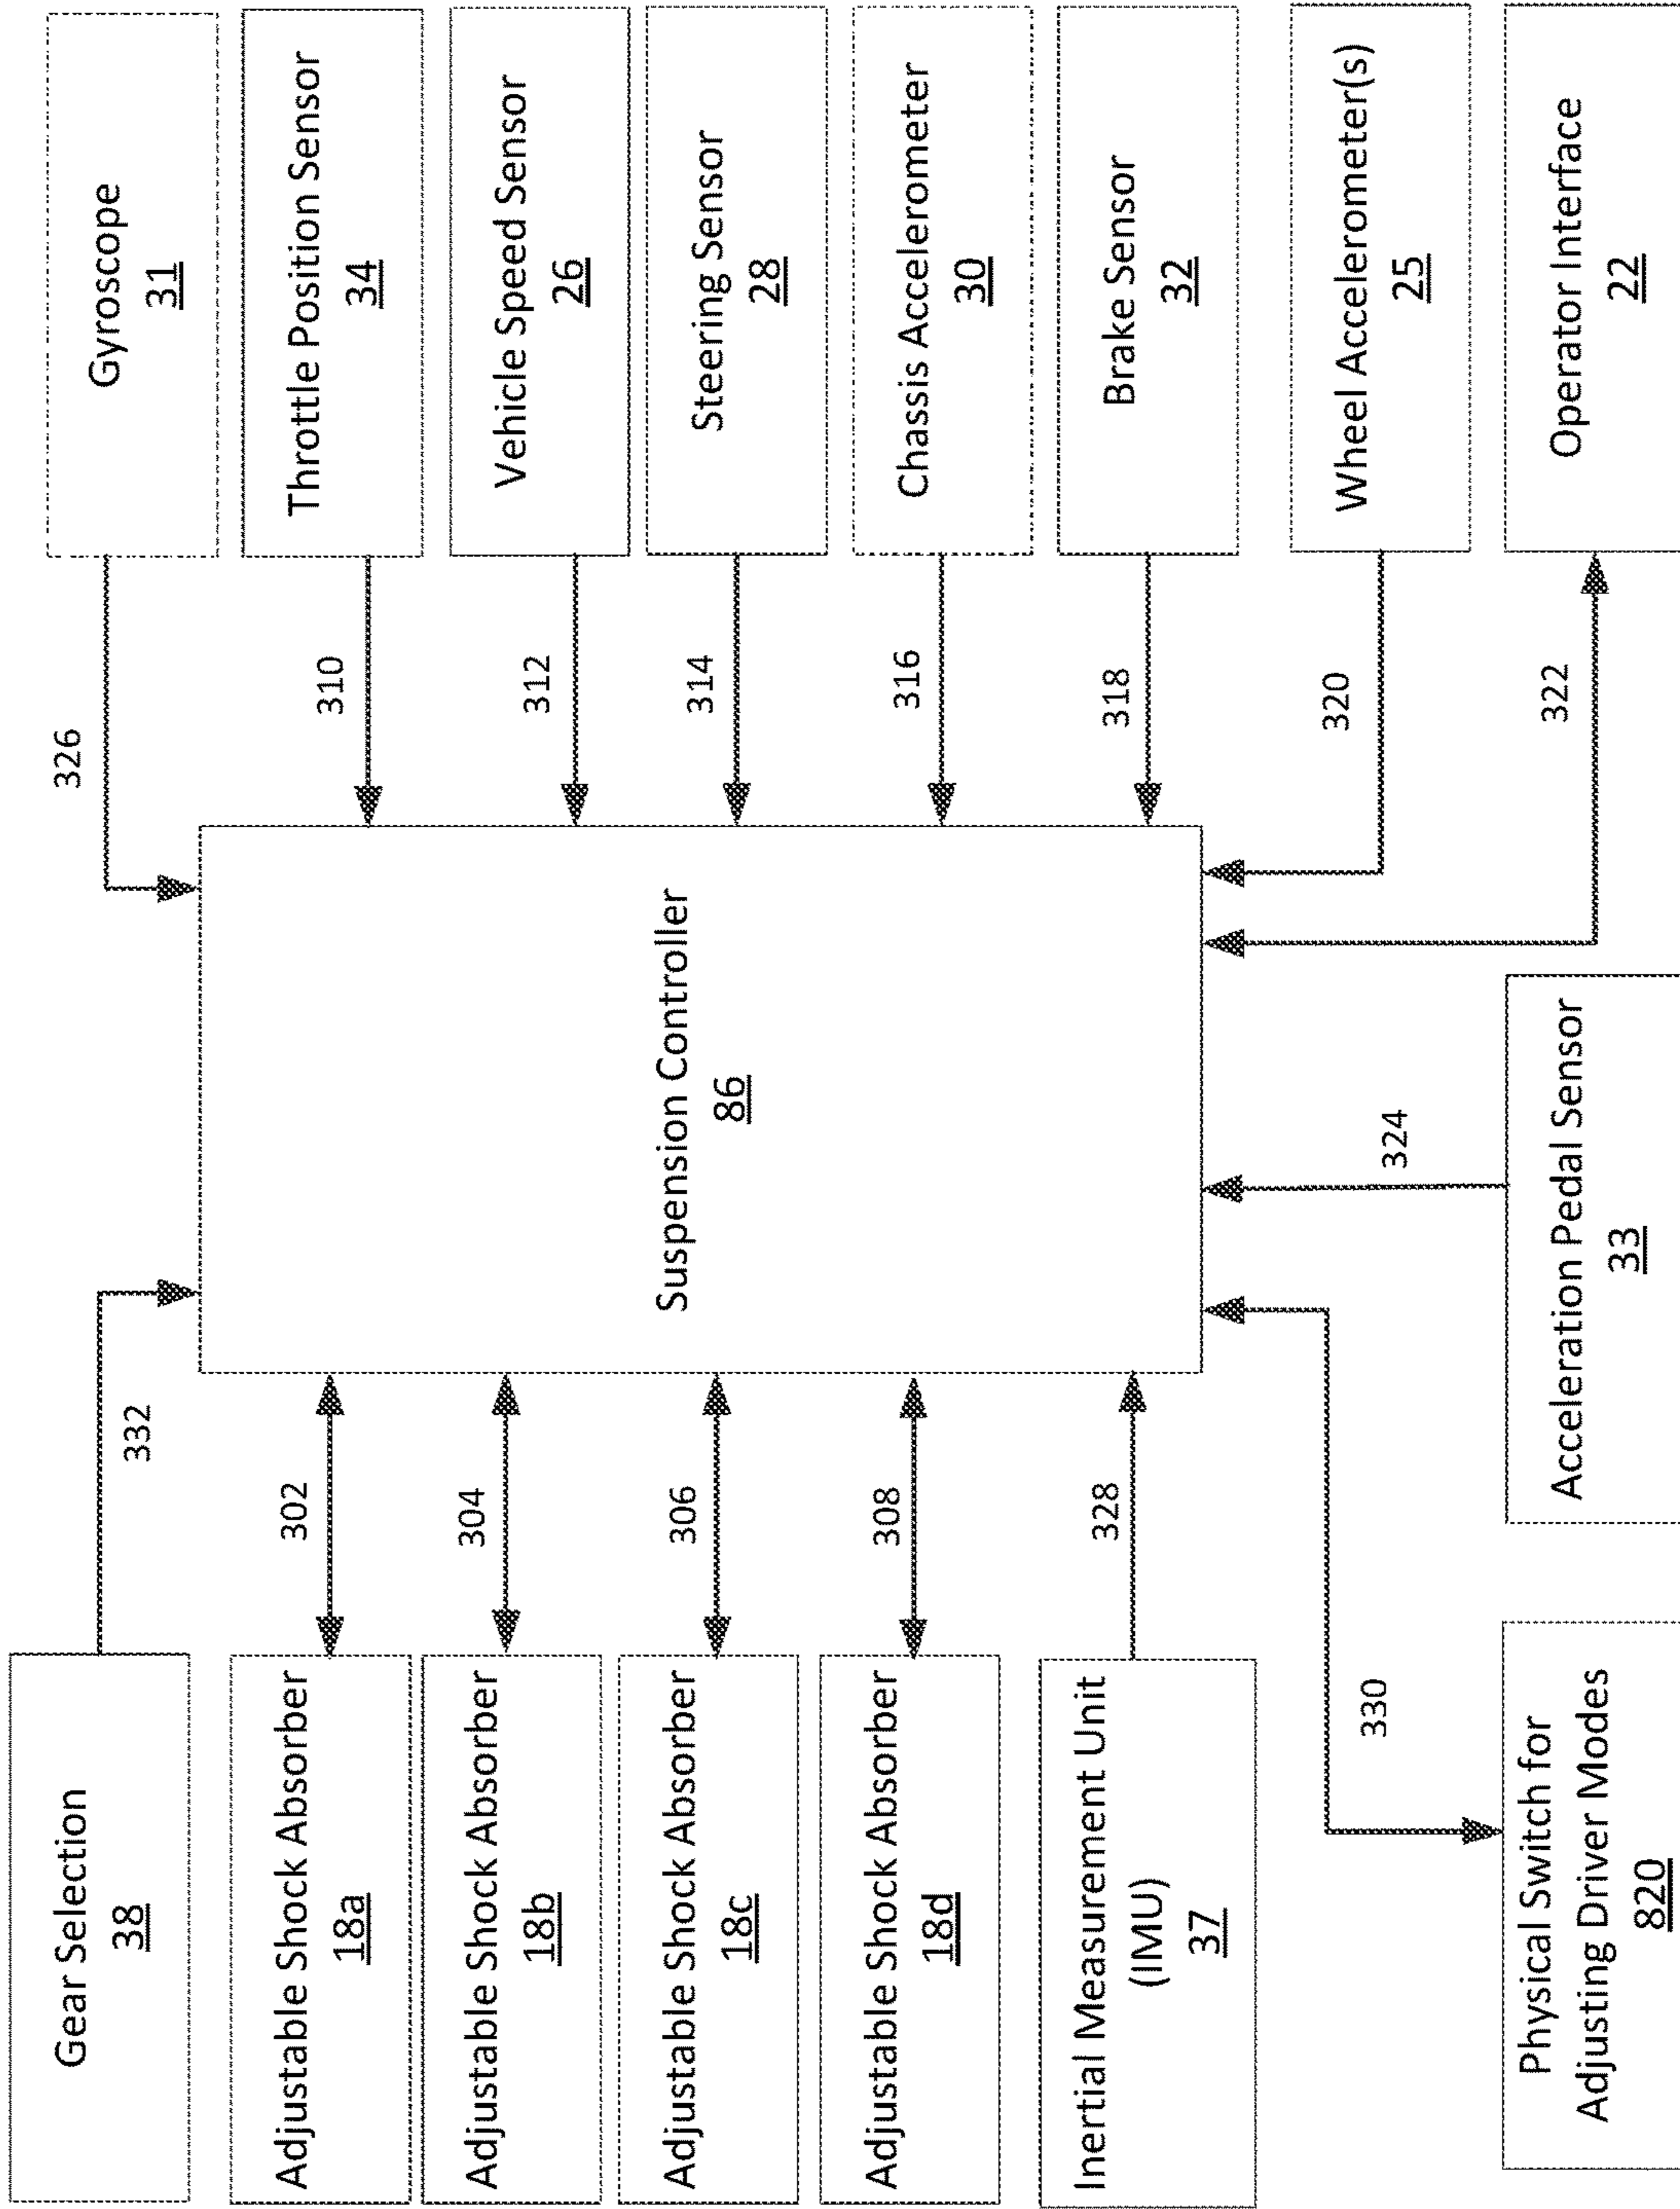 Gear Selection
38
332
Adjustable Shock Absorber
18a
302
Adjustable Shock Absorber
18b
304
Adjustable Shock Absorber
18c
306
Adjustable Shock Absorber
18d
308
Inertial Measurement Unit
(IMU)
37
328
Physical Switch for
Adjusting Driver Modes
820
330
Suspension Controller
86
Acceleration Pedal Sensor
33
324
326
Gyroscope
31
310
Throttle Position Sensor
34
312
Vehicle Speed Sensor
26
314
Steering Sensor
28
316
Chassis Accelerometer
30
318
Brake Sensor
32
320
Wheel Accelerometer(s)
25
322
Operator Interface
22